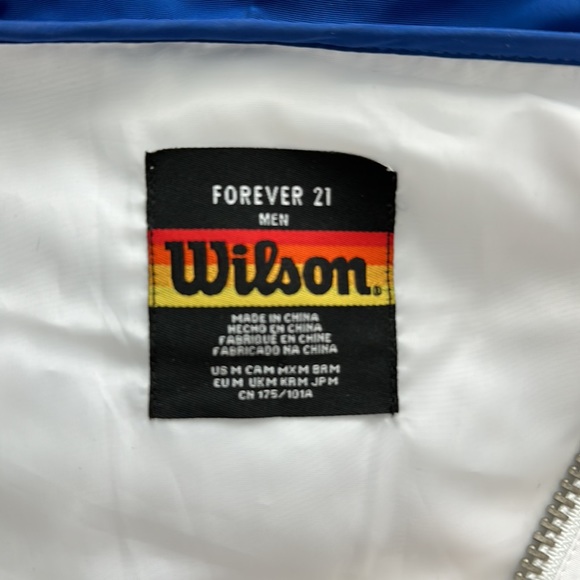 FOREVER 21
MEN
Wilson®
MADE IN CHINA
HECHO EN CHINA
FABRIQUÉ EN CHINE
FABRICADO NA CHINA
US M CAM MXM BRM
EU M UKM KRM JPM
CN 175/101A